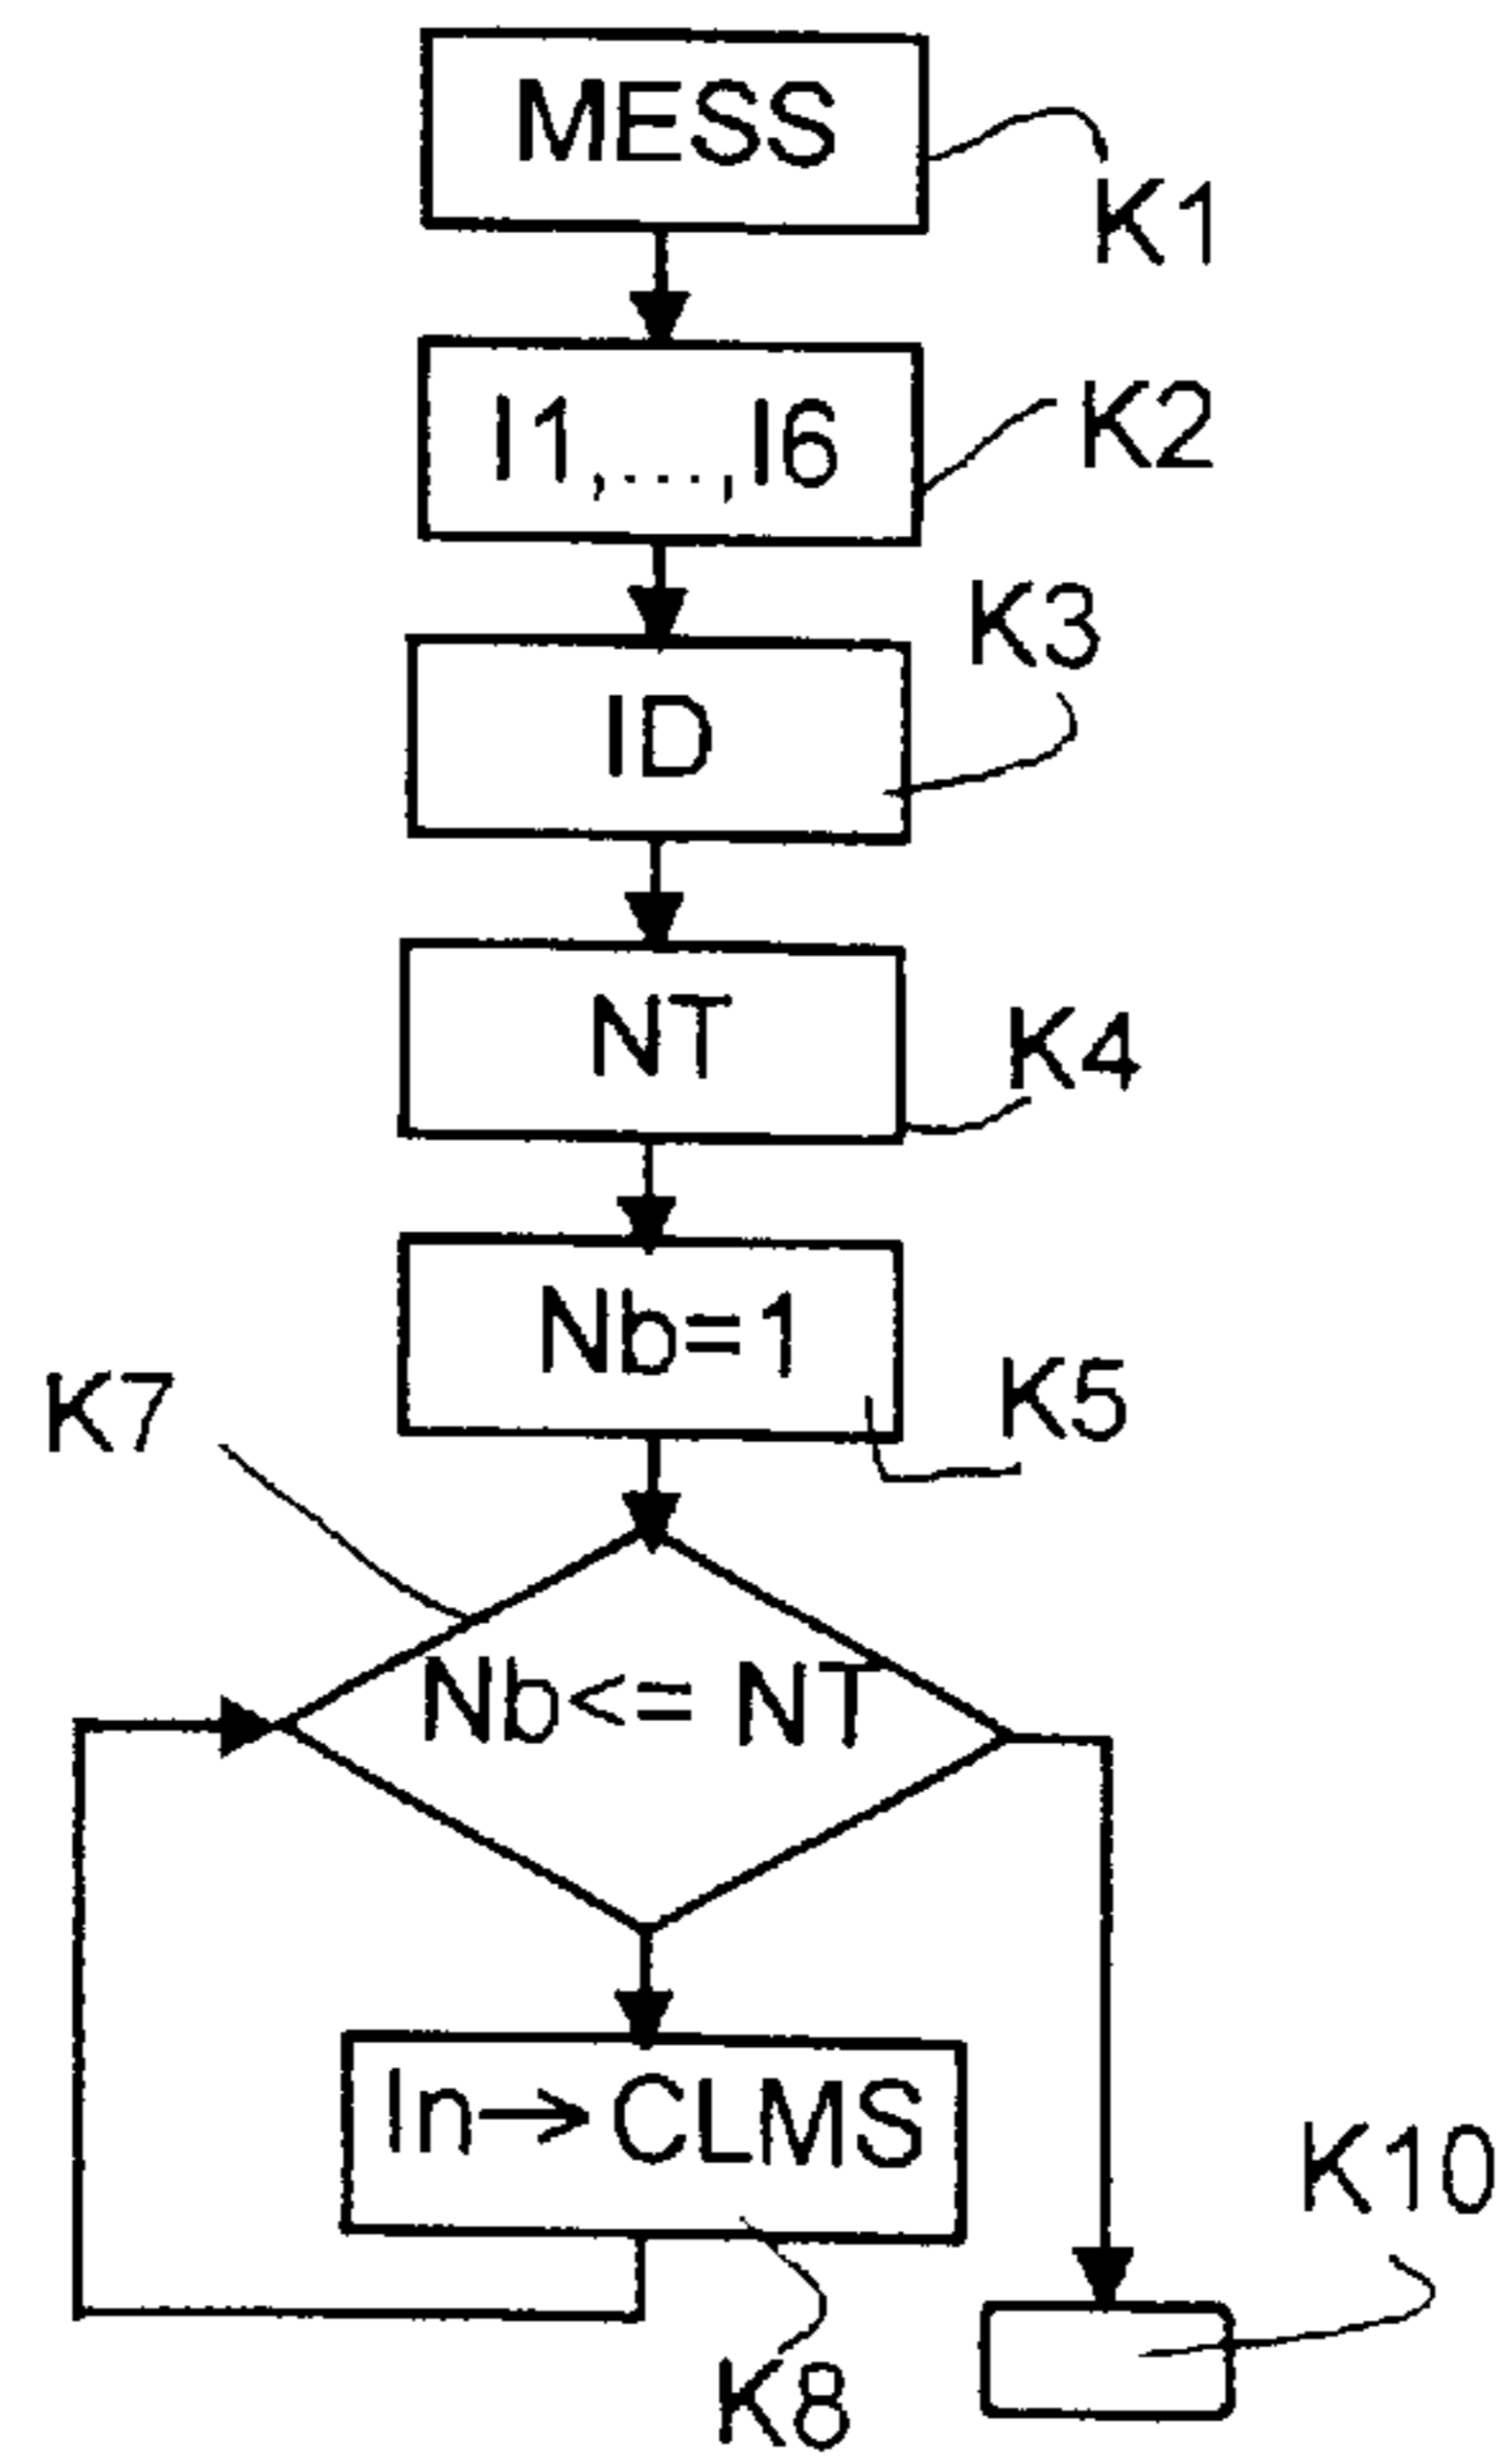 MESS
K1
I1,...,I6
K2
K3
ID
NT
K4
Nb=1
K5
K7
Nb<= NT
In→CLMS
K10
K8